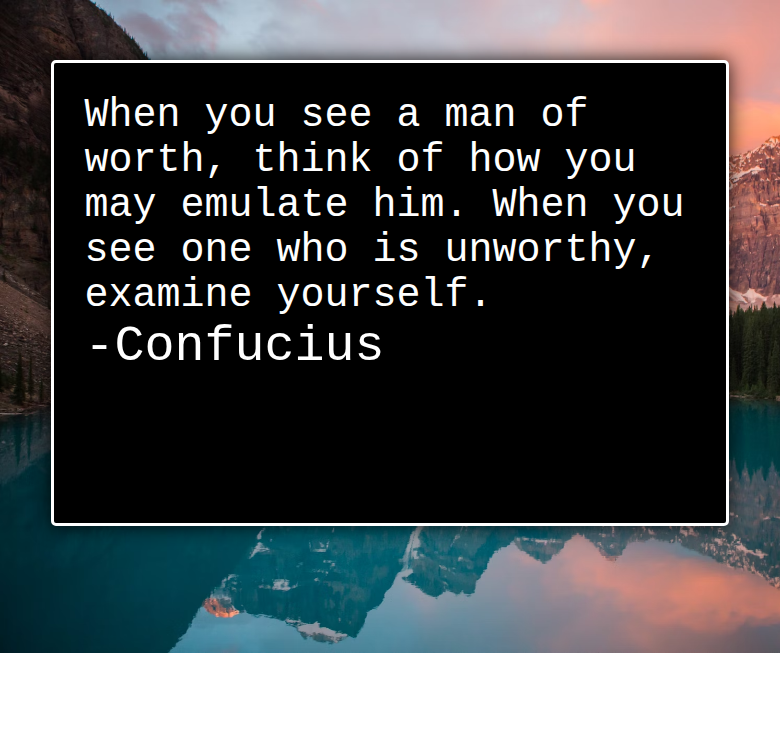 When you see a man of
worth, think of how you
may emulate him. When you
see one who is unworthy,
examine yourself.
-Confucius